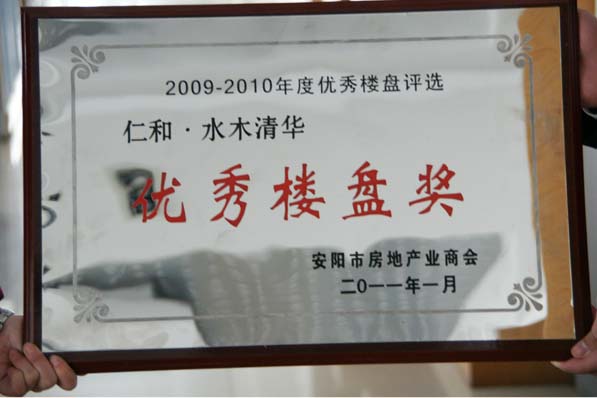 2009-2010年度优秀楼盘评选
仁和·水木清华
优秀楼盘奖
安阳市房地产业商会
二〇一一年一月